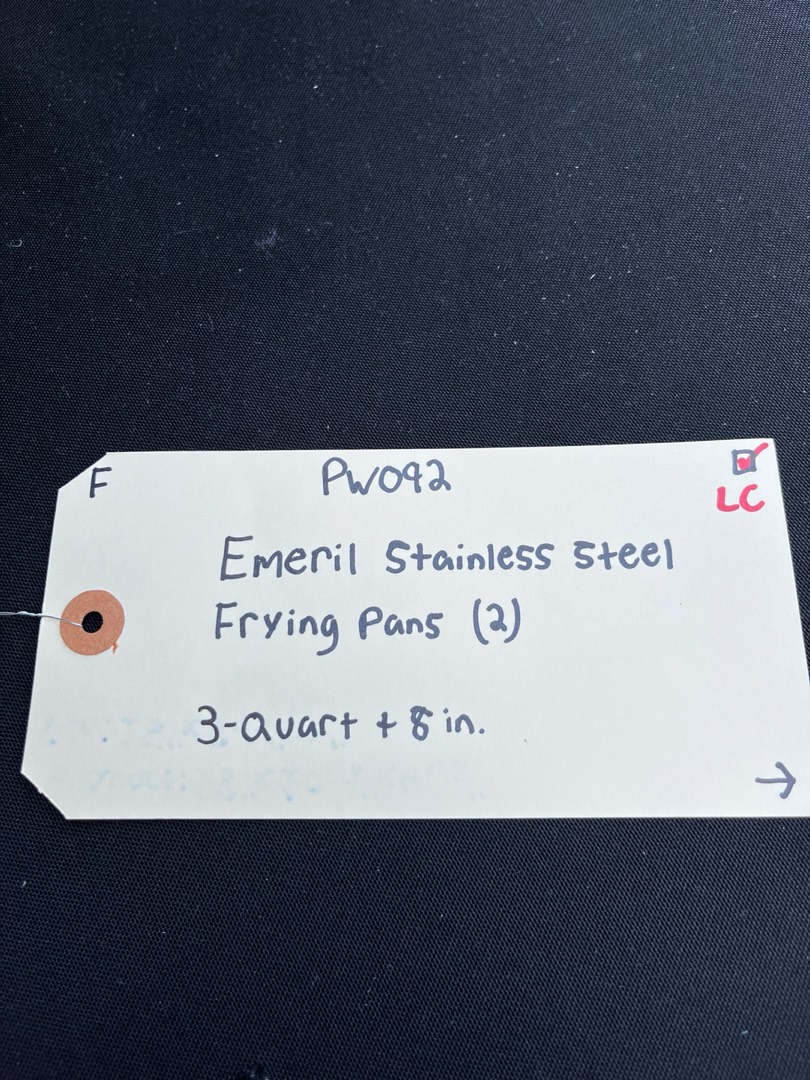 F
PW092
LC
Emeril Stainless Steel
Frying Pans (2)
3-Quart + 8 in.
→